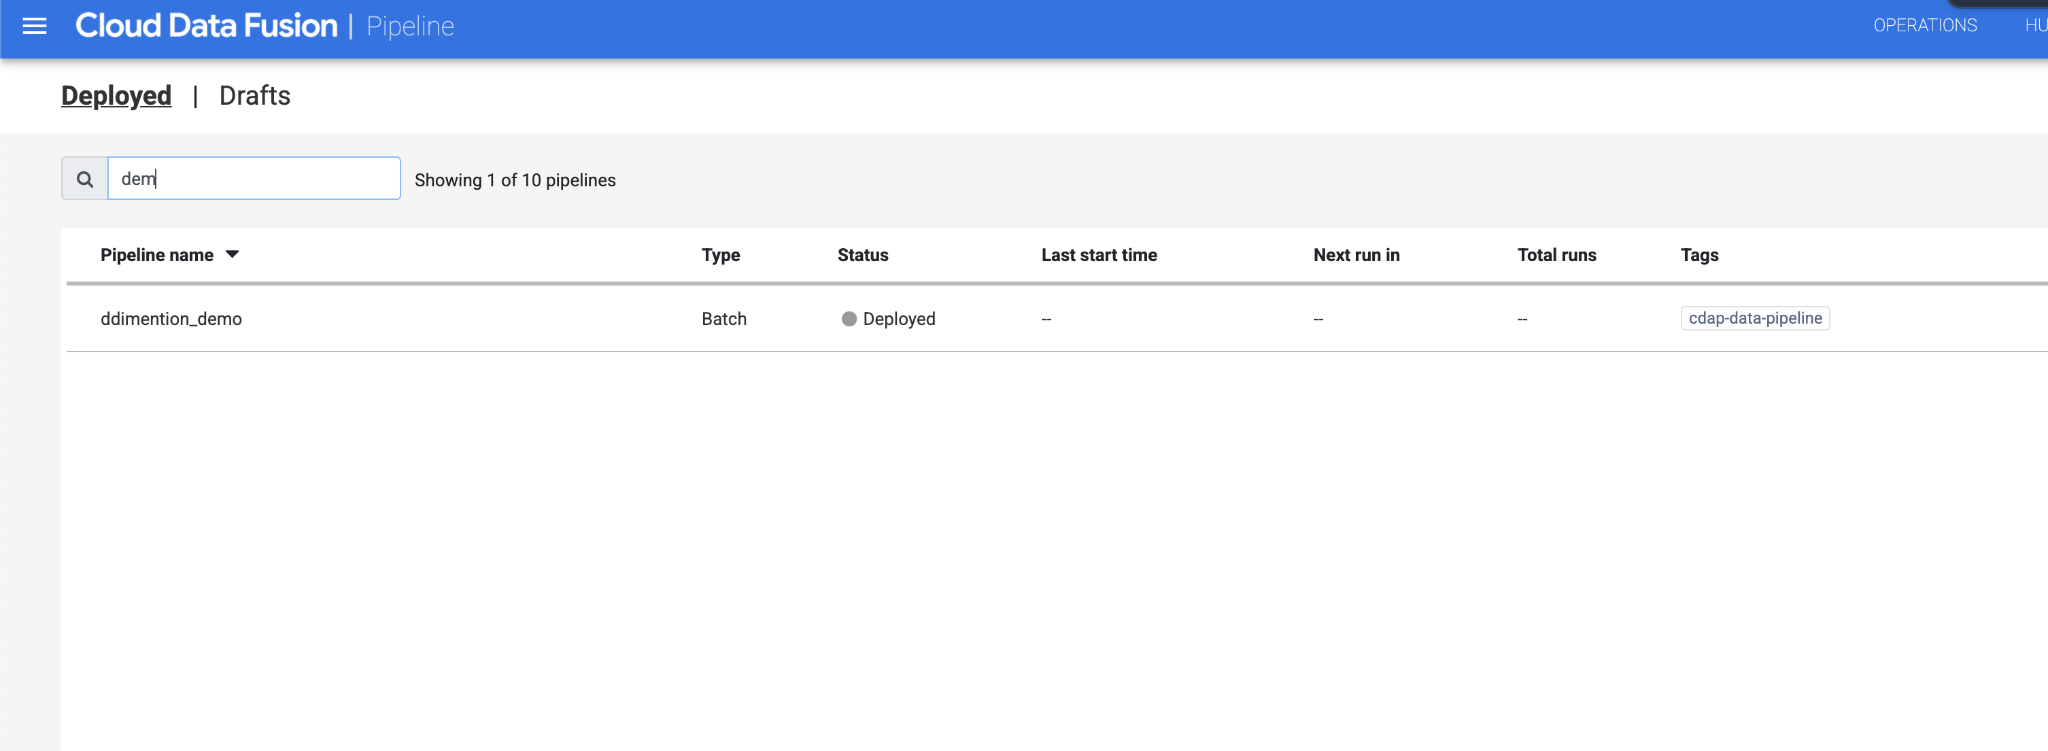 Cloud Data Fusion | Pipeline OPERATIONS HU
Deployed | Drafts
dem Showing 1 of 10 pipelines
Pipeline name Type Status Last start time Next run in Total runs Tags
ddimention_demo Batch Deployed -- -- -- cdap-data-pipeline